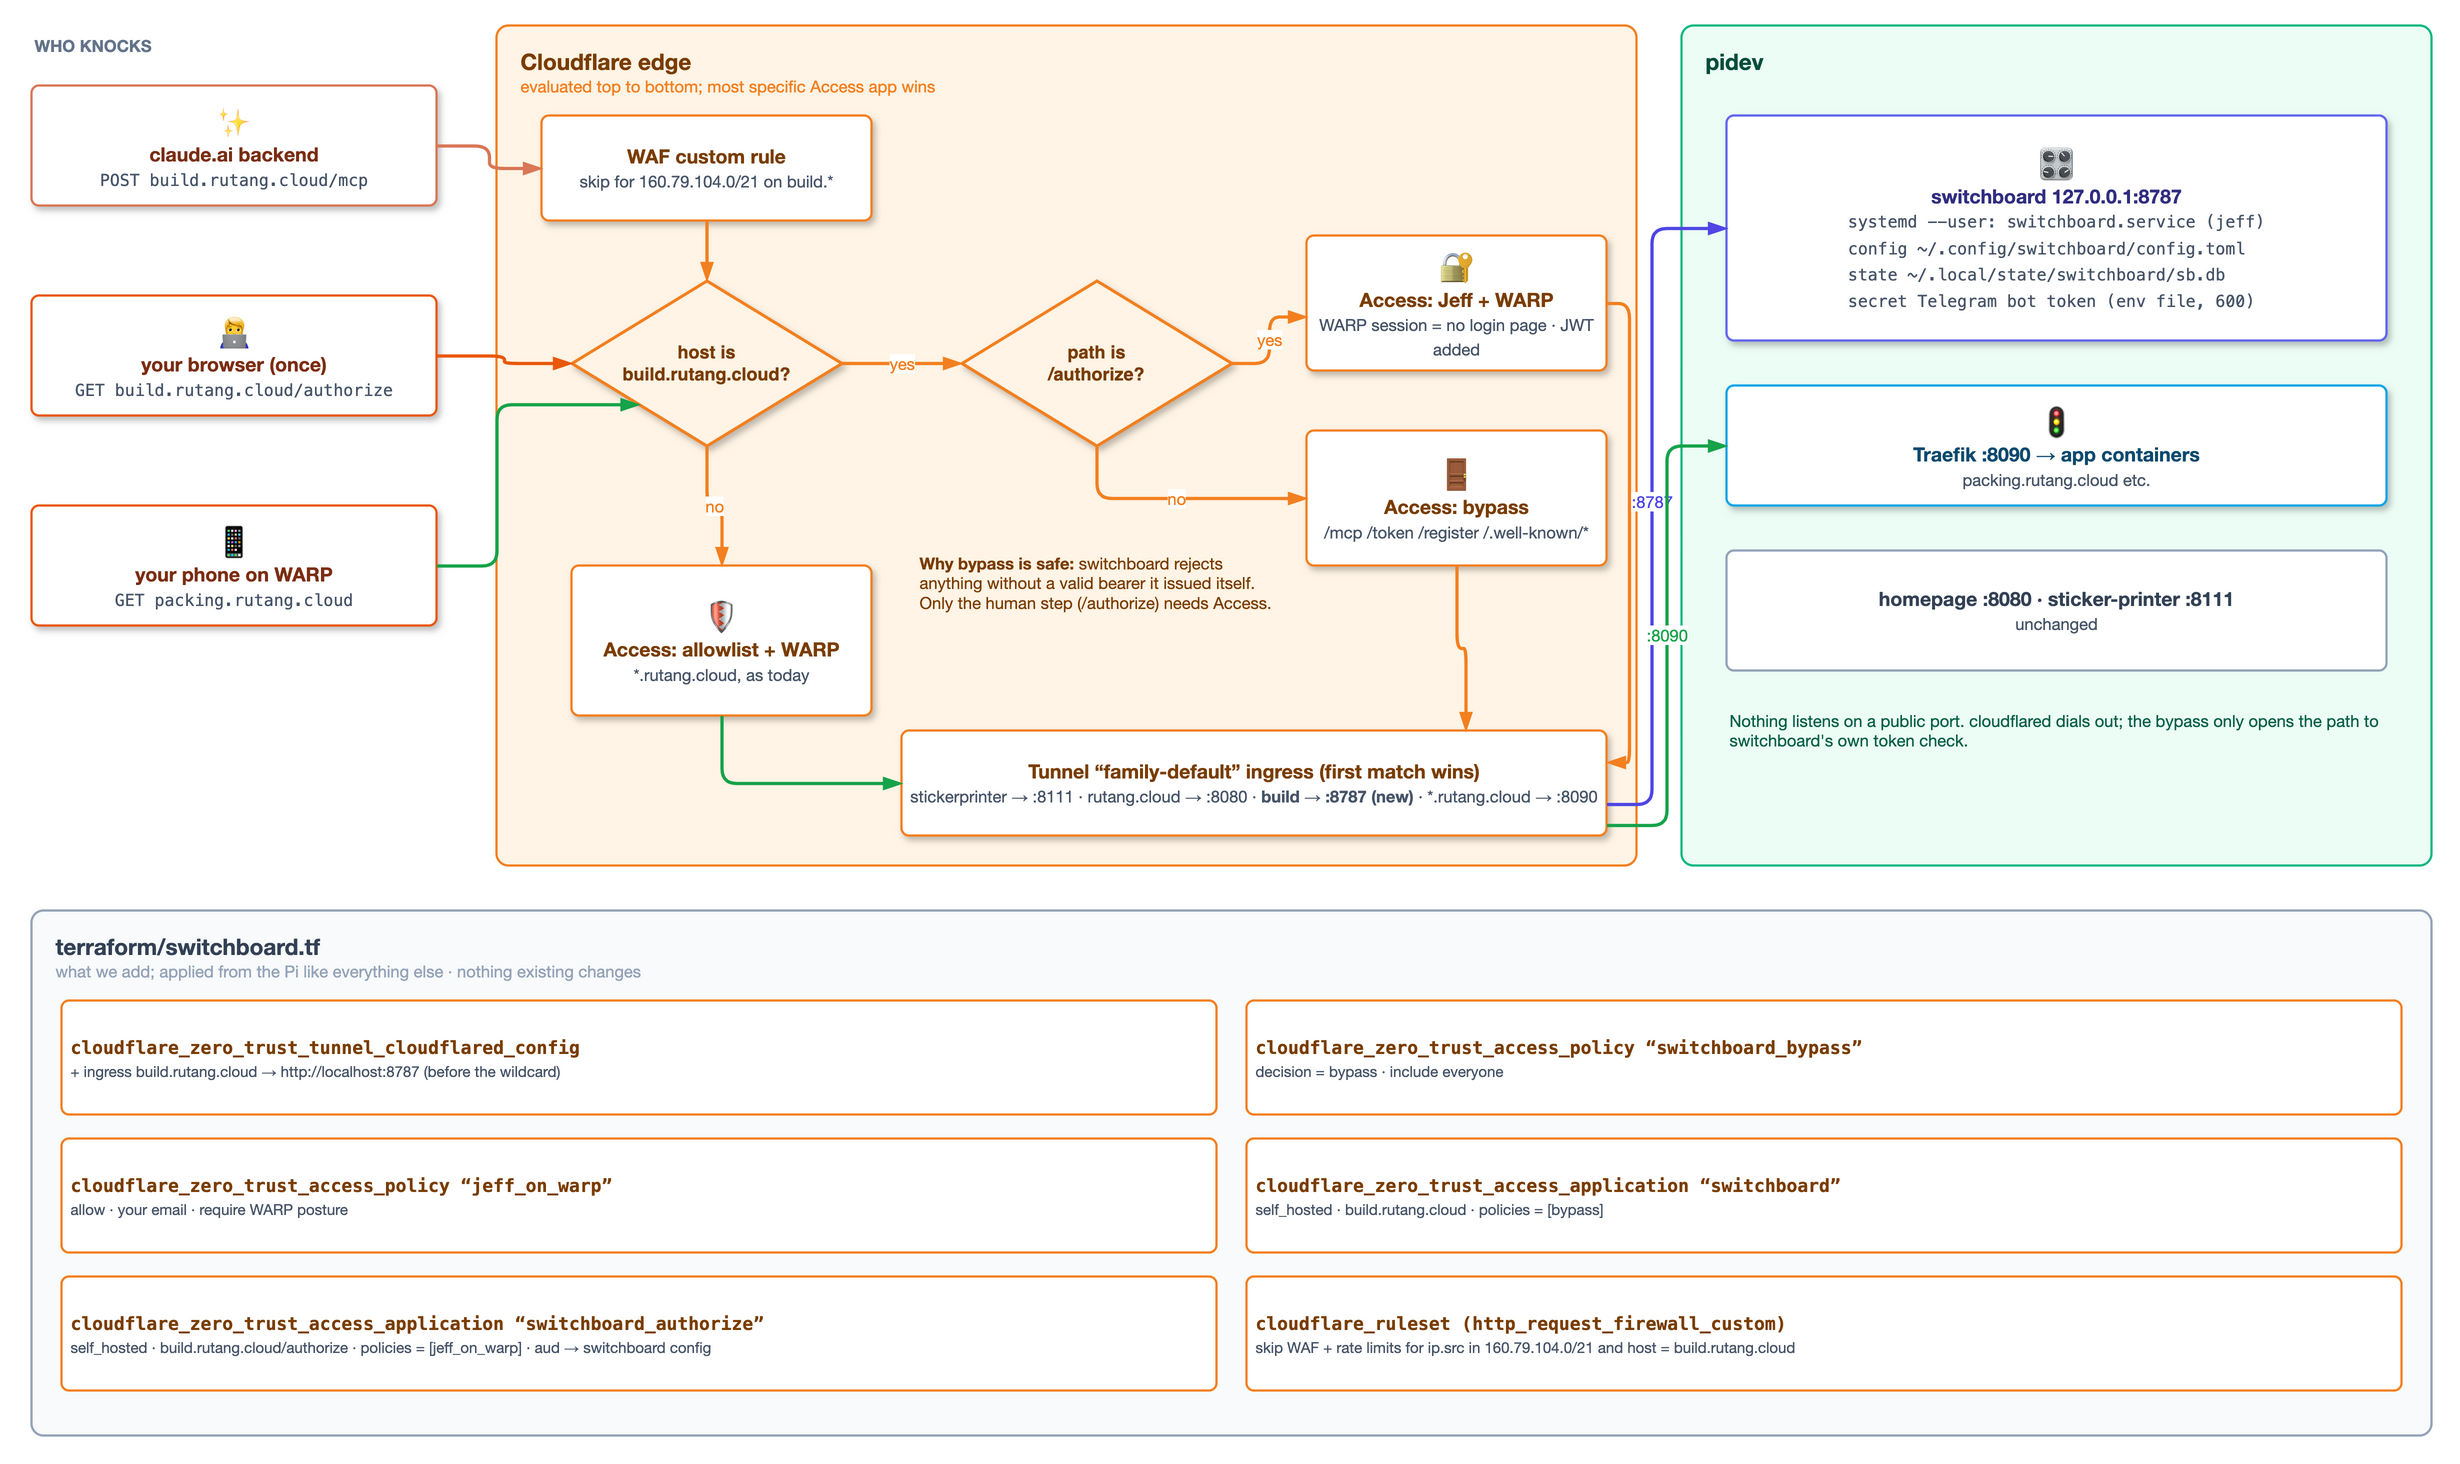 WHO KNOCKS
claude.ai backend
POST build.rutang.cloud/mcp
your browser (once)
GET build.rutang.cloud/authorize
your phone on WARP
GET packing.rutang.cloud
Cloudflare edge
evaluated top to bottom; most specific Access app wins
WAF custom rule
skip for 160.79.104.0/21 on build.*
host is
build.rutang.cloud?
yes
no
path is
/authorize?
yes
no
Access: Jeff + WARP
WARP session = no login page · JWT
added
Access: bypass
/mcp /token /register /.well-known/*
Why bypass is safe: switchboard rejects
anything without a valid bearer it issued itself.
Only the human step (/authorize) needs Access.
Access: allowlist + WARP
*.rutang.cloud, as today
Tunnel “family-default” ingress (first match wins)
stickerprinter → :8111 · rutang.cloud → :8080 · build → :8787 (new) · *.rutang.cloud → :8090
:8787
:8090
pidev
switchboard 127.0.0.1:8787
systemd --user: switchboard.service (jeff)
config ~/.config/switchboard/config.toml
state ~/.local/state/switchboard/sb.db
secret Telegram bot token (env file, 600)
Traefik :8090 → app containers
packing.rutang.cloud etc.
homepage :8080 · sticker-printer :8111
unchanged
Nothing listens on a public port. cloudflared dials out; the bypass only opens the path to
switchboard's own token check.
terraform/switchboard.tf
what we add; applied from the Pi like everything else · nothing existing changes
cloudflare_zero_trust_tunnel_cloudflared_config
+ ingress build.rutang.cloud → http://localhost:8787 (before the wildcard)
cloudflare_zero_trust_access_policy “switchboard_bypass”
decision = bypass · include everyone
cloudflare_zero_trust_access_policy “jeff_on_warp”
allow · your email · require WARP posture
cloudflare_zero_trust_access_application “switchboard”
self_hosted · build.rutang.cloud · policies = [bypass]
cloudflare_zero_trust_access_application “switchboard_authorize”
self_hosted · build.rutang.cloud/authorize · policies = [jeff_on_warp] · aud → switchboard config
cloudflare_ruleset (http_request_firewall_custom)
skip WAF + rate limits for ip.src in 160.79.104.0/21 and host = build.rutang.cloud